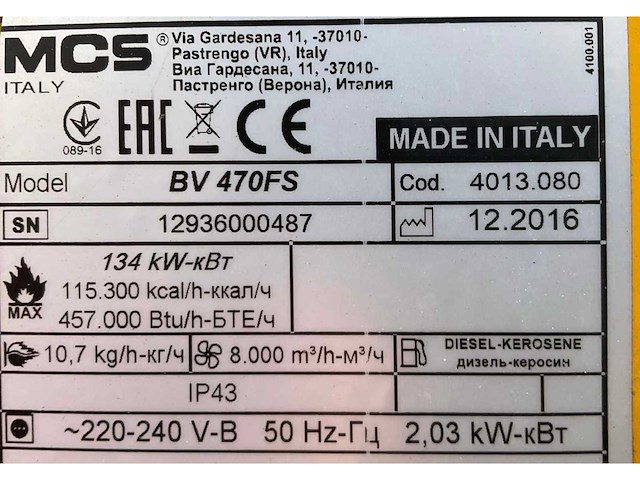 MCS ® Via Gardesana 11, -37010-
Pastrengo (VR), Italy
ITALY Виа Гардесана, 11, -37010-
Пастренго (Верона), Италия
4100.001
089-16 EAC CE MADE IN ITALY
Model BV 470FS Cod. 4013.080
SN 12936000487 12.2016
134 kW-кВт
115.300 kcal/h-ккал/ч
MAX 457.000 Btu/h-БТЕ/ч
10,7 kg/h-кг/ч 8.000 m³/h-м³/ч DIESEL-KEROSENE
дизель-керосин
IP43
~220-240 V-В 50 Hz-Гц 2,03 kW-кВт